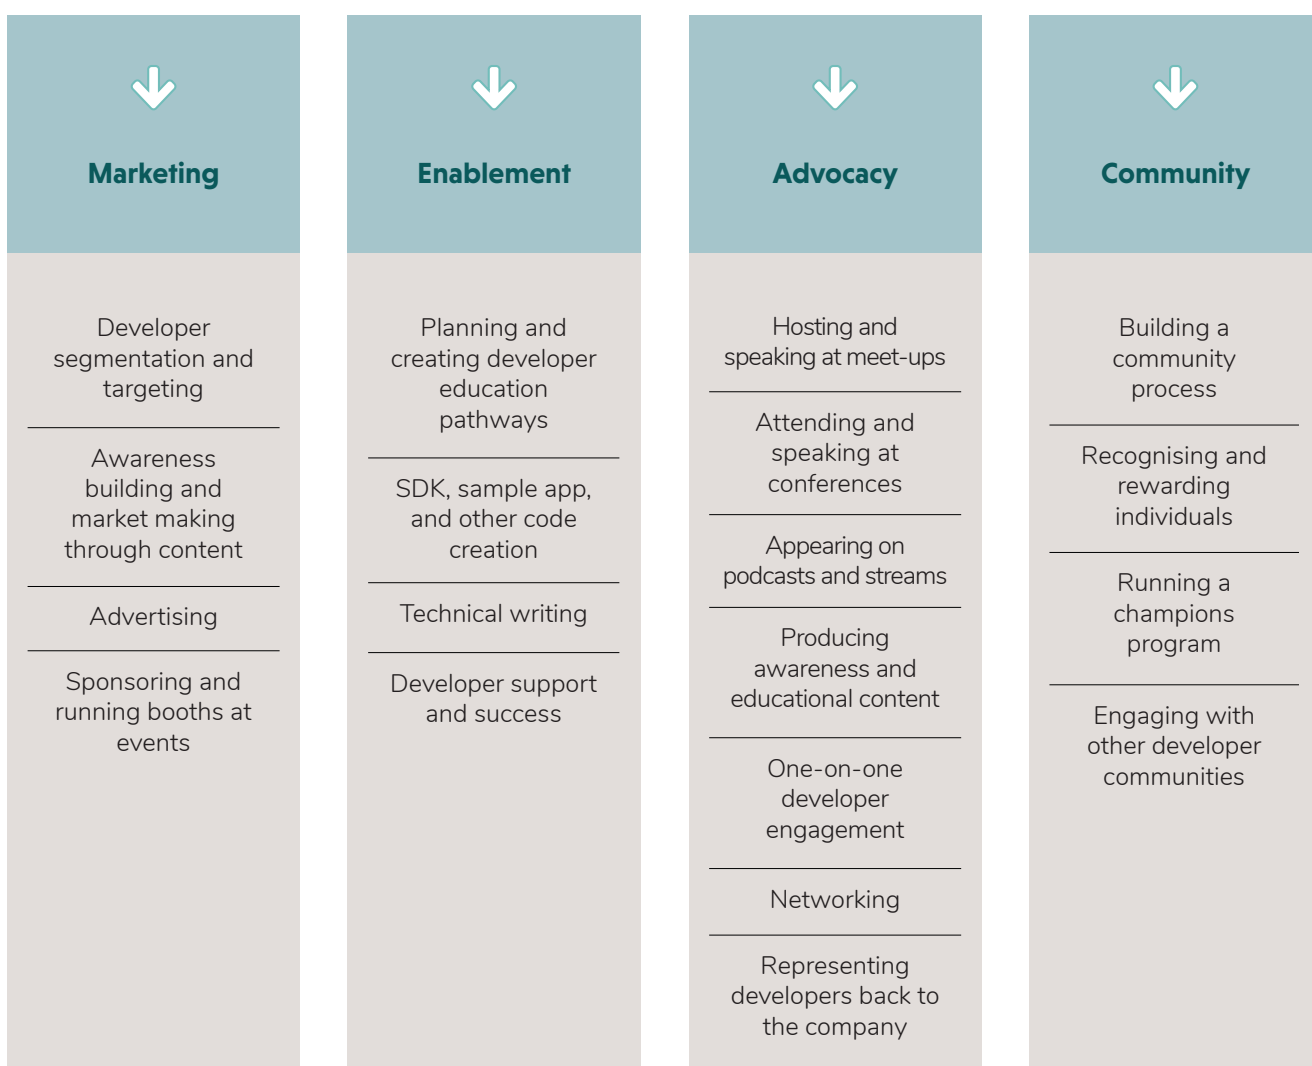 Marketing
Developer
segmentation and
targeting
Awareness
building and
market making
through content
Advertising
Sponsoring and
running booths at
events
Enablement
Planning and
creating developer
education
pathways
SDK, sample app,
and other code
creation
Technical writing
Developer support
and success
Advocacy
Hosting and
speaking at meet-ups
Attending and
speaking at
conferences
Appearing on
podcasts and streams
Producing
awareness and
educational content
One-on-one
developer
engagement
Networking
Representing
developers back to
the company
Community
Building a
community
process
Recognising and
rewarding
individuals
Running a
champions
program
Engaging with
other developer
communities